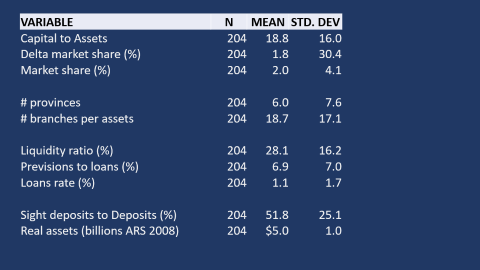 VARIABLE N MEAN STD. DEV
Capital to Assets 204 18.8 16.0
Delta market share (%) 204 1.8 30.4
Market share (%) 204 2.0 4.1
# provinces 204 6.0 7.6
# branches per assets 204 18.7 17.1
Liquidity ratio (%) 204 28.1 16.2
Previsions to loans (%) 204 6.9 7.0
Loans rate (%) 204 1.1 1.7
Sight deposits to Deposits (%) 204 51.8 25.1
Real assets (billions ARS 2008) 204 $5.0 1.0